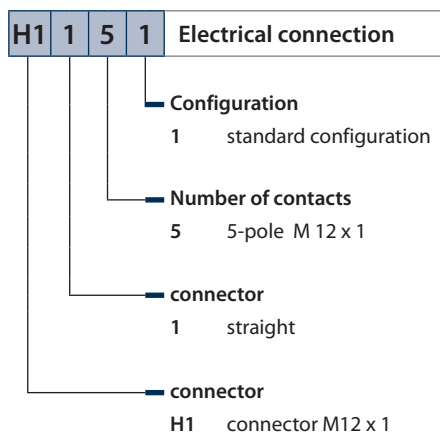 H1 1 5 1 Electrical connection
Configuration
1 standard configuration
Number of contacts
5 5-pole M 12 x 1
connector
1 straight
connector
H1 connector M12 x 1